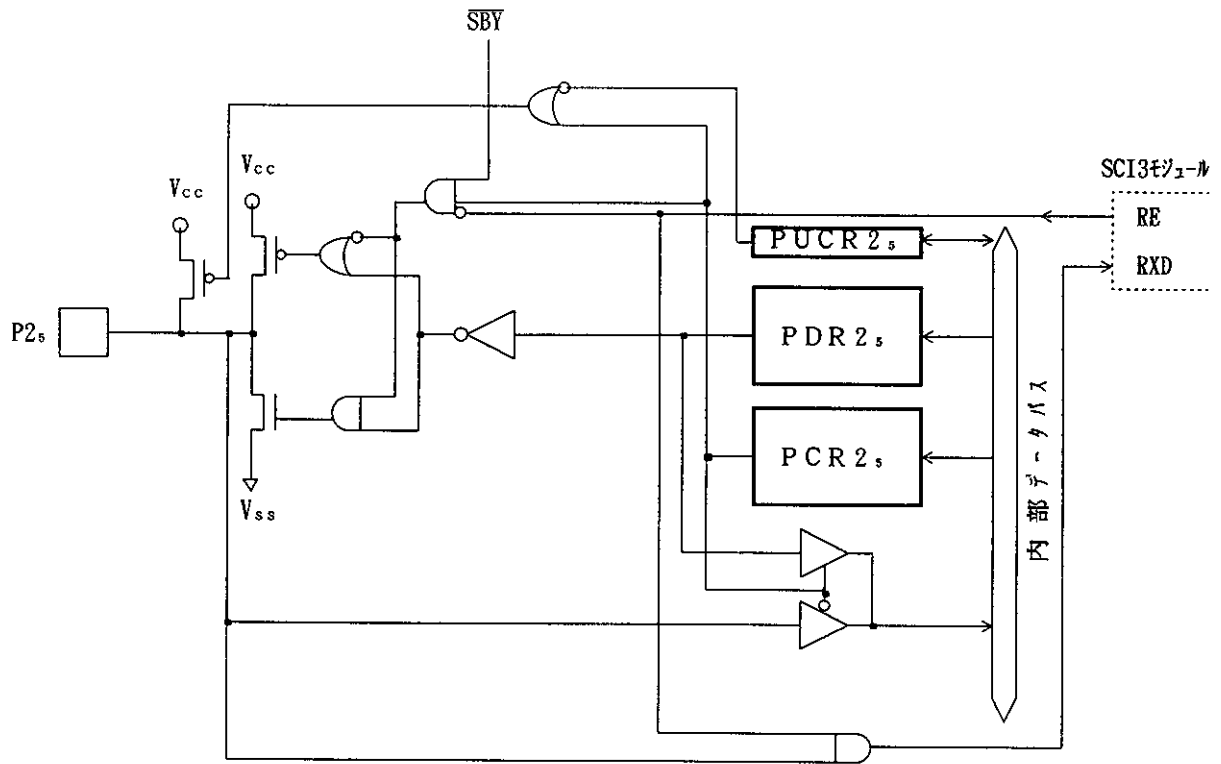 SBY
Vcc
Vcc
SCI3モジュール
RE
PUCR2₅
RXD
P2₅
PDR2₅
PCR2₅
Vss
内部データバス